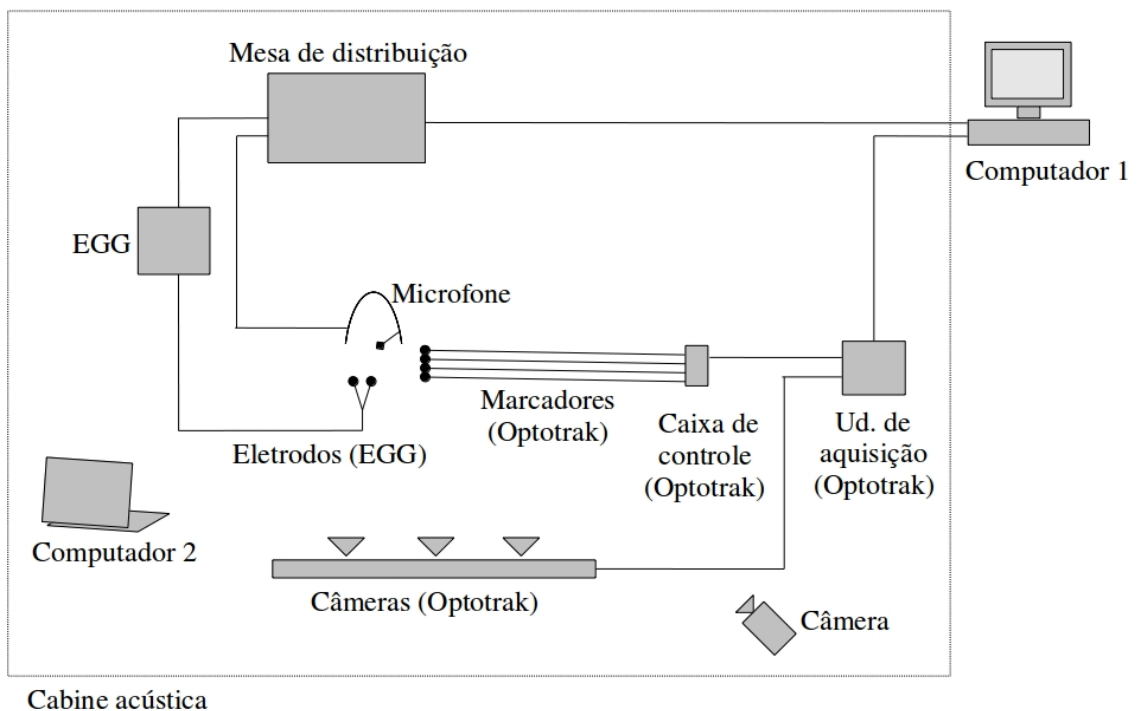 Mesa de distribuição
Computador 1
EGG
Microfone
Marcadores
(Optotrak)
Caixa de
controle
(Optotrak)
Ud. de
aquisição
(Optotrak)
Eletrodos (EGG)
Computador 2
Câmeras (Optotrak)
Câmera
Cabine acústica